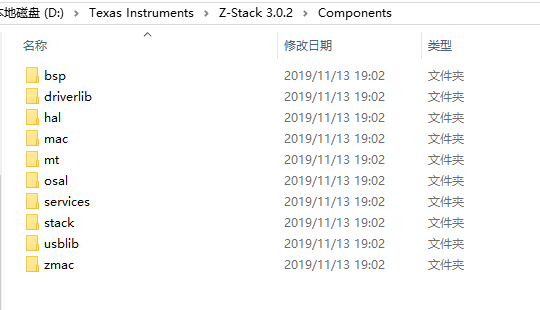 本地磁盘 (D:) > Texas Instruments > Z-Stack 3.0.2 > Components
名称 修改日期 类型
bsp 2019/11/13 19:02 文件夹
driverlib 2019/11/13 19:02 文件夹
hal 2019/11/13 19:02 文件夹
mac 2019/11/13 19:02 文件夹
mt 2019/11/13 19:02 文件夹
osal 2019/11/13 19:02 文件夹
services 2019/11/13 19:02 文件夹
stack 2019/11/13 19:02 文件夹
usblib 2019/11/13 19:02 文件夹
zmac 2019/11/13 19:02 文件夹